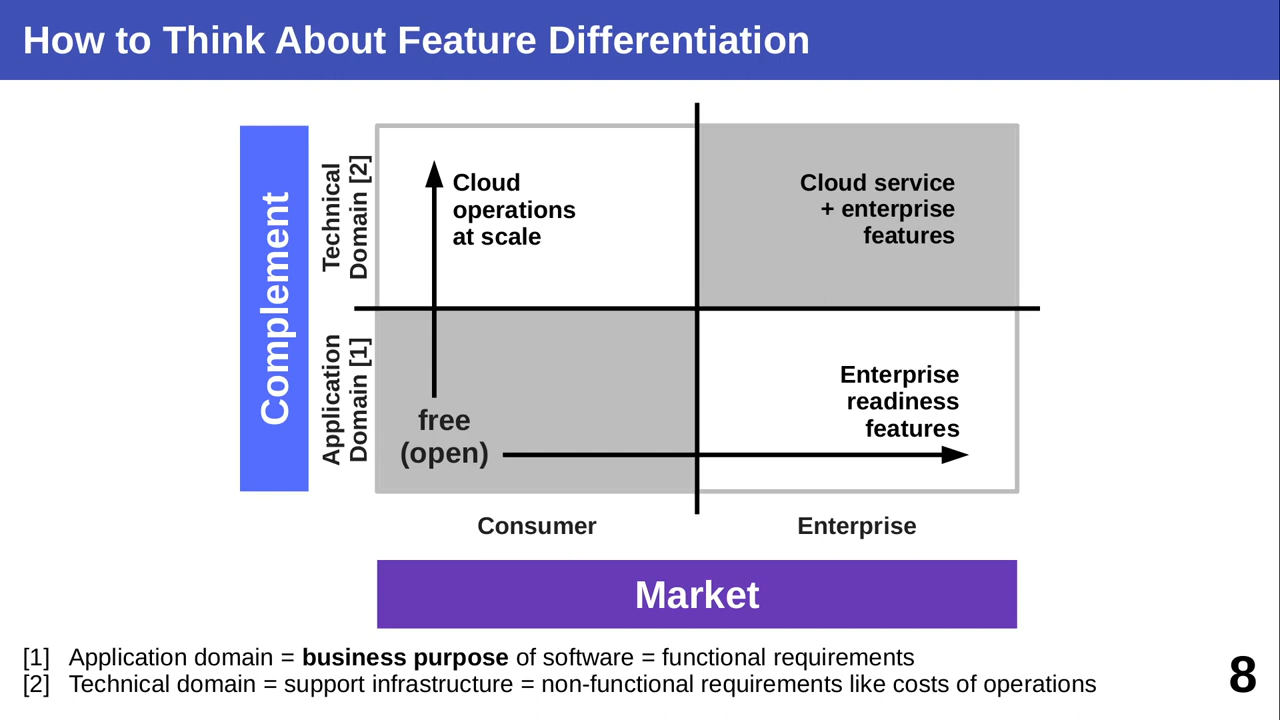 How to Think About Feature Differentiation
Complement
Technical
Domain [2]
Application
Domain [1]
Cloud
operations
at scale
Cloud service
+ enterprise
features
free
(open)
Enterprise
readiness
features
Consumer
Enterprise
Market
[1] Application domain = business purpose of software = functional requirements
[2] Technical domain = support infrastructure = non-functional requirements like costs of operations
8